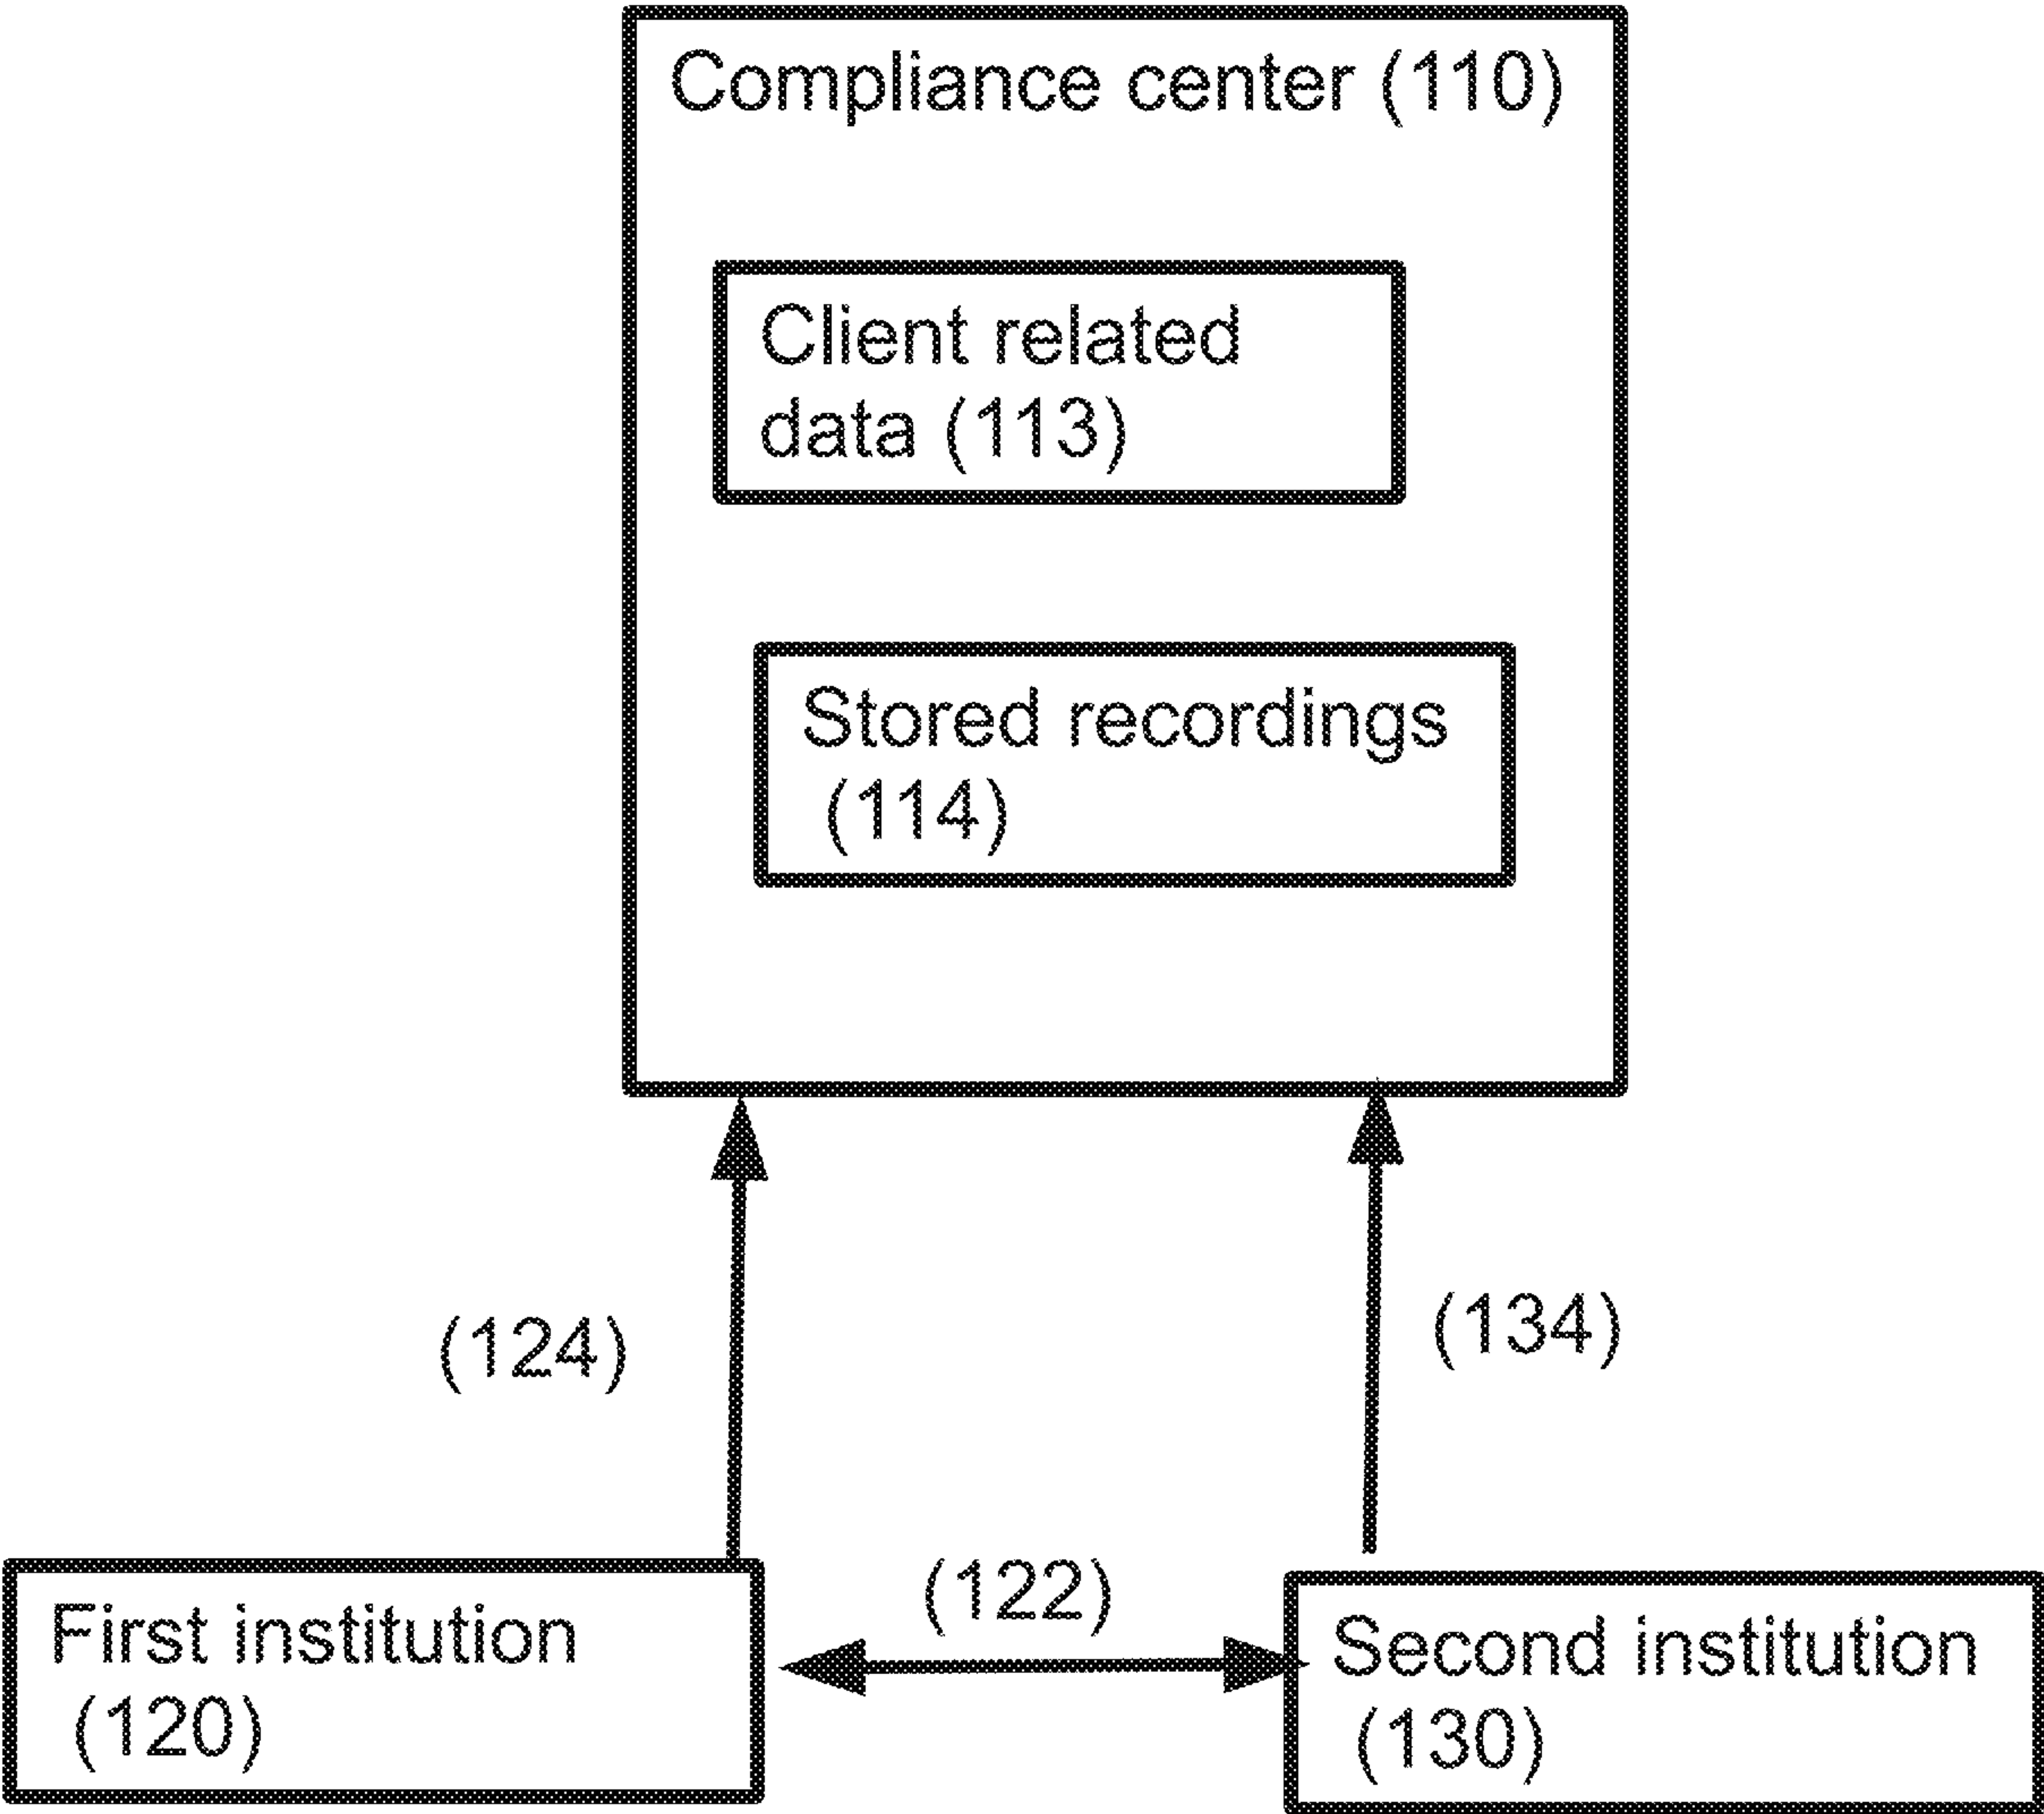 Compliance center (110)
Client related
data (113)
Stored recordings
(114)
(124)
(134)
(122)
First institution
(120)
Second institution
(130)